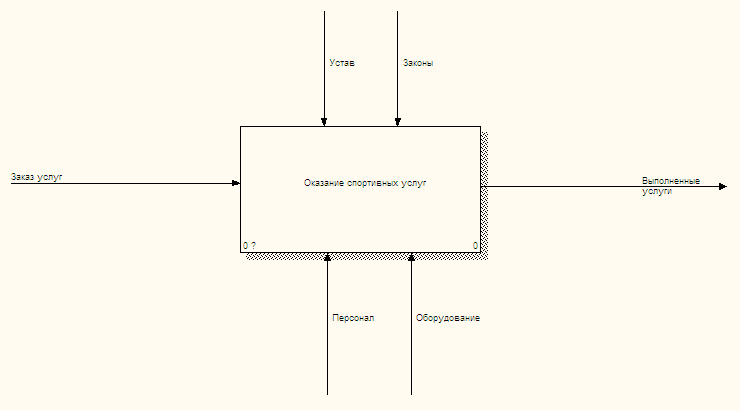 Устав
Законы
Заказ услуг
Оказание спортивных услуг
Выполненные
услуги
0 ?
0
Персонал
Оборудование